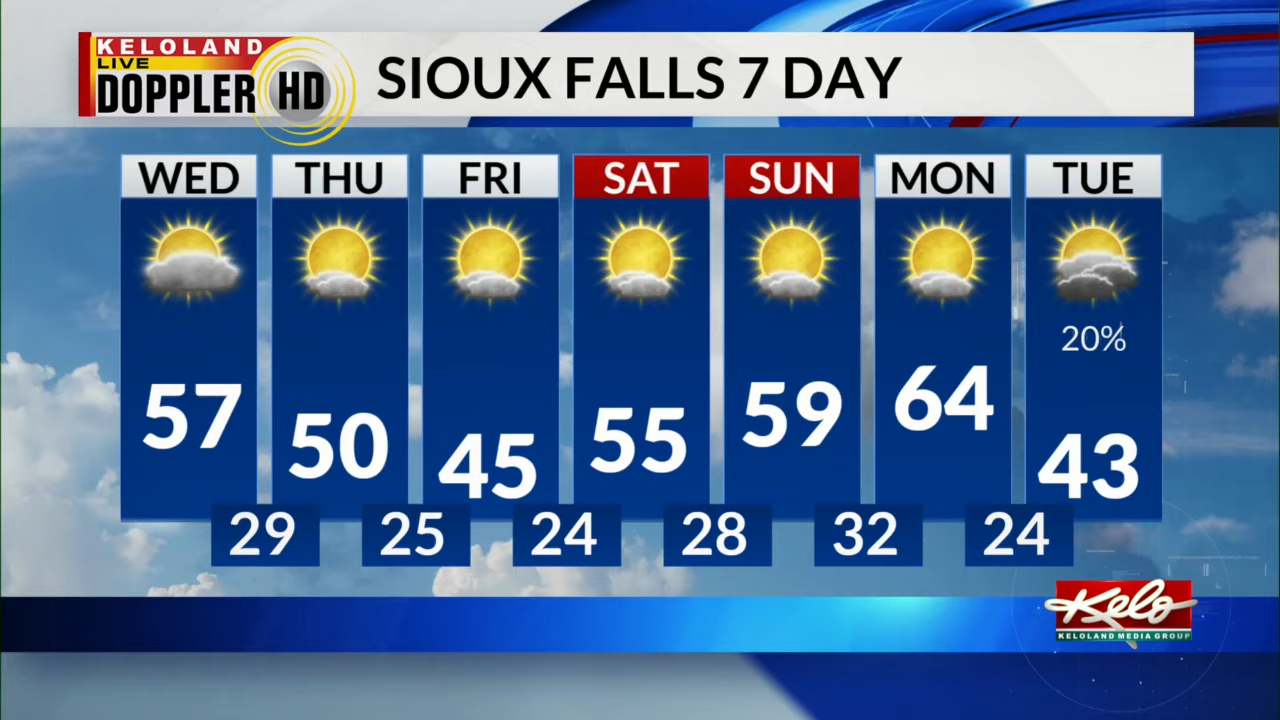 KELOLAND
LIVE
DOPPLER HD
SIOUX FALLS 7 DAY
WED THU FRI SAT SUN MON TUE
20%
57 50 45 55 59 64 43
29 25 24 28 32 24
Kelo
KELOLAND MEDIA GROUP